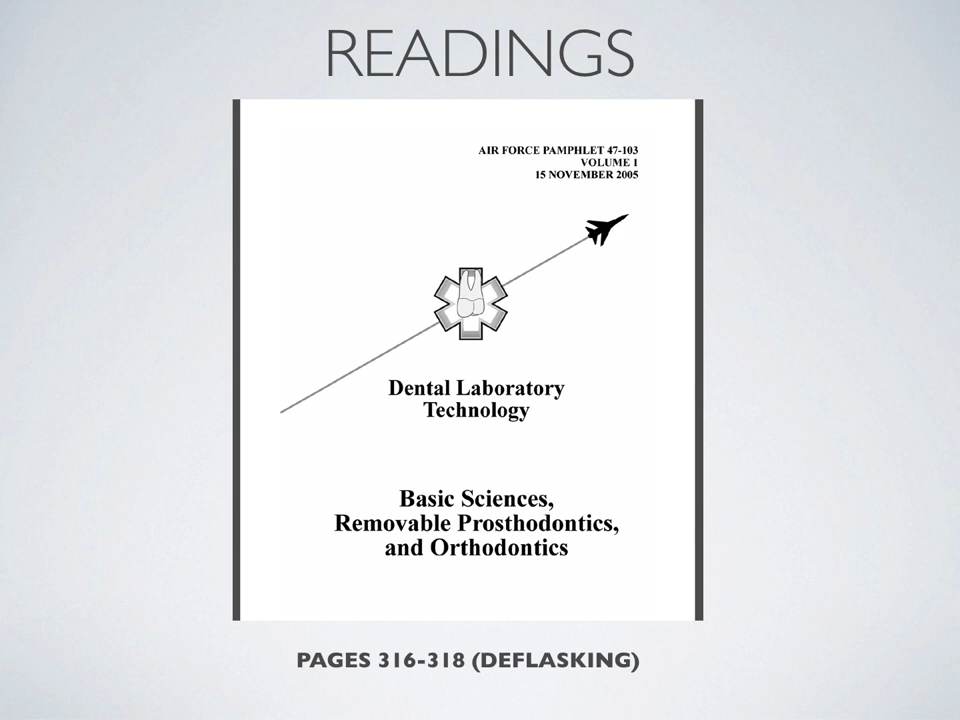 READINGS
AIR FORCE PAMPHLET 47-103
VOLUME 1
15 NOVEMBER 2005
Dental Laboratory
Technology
Basic Sciences,
Removable Prosthodontics,
and Orthodontics
PAGES 316-318 (DEFLASKING)